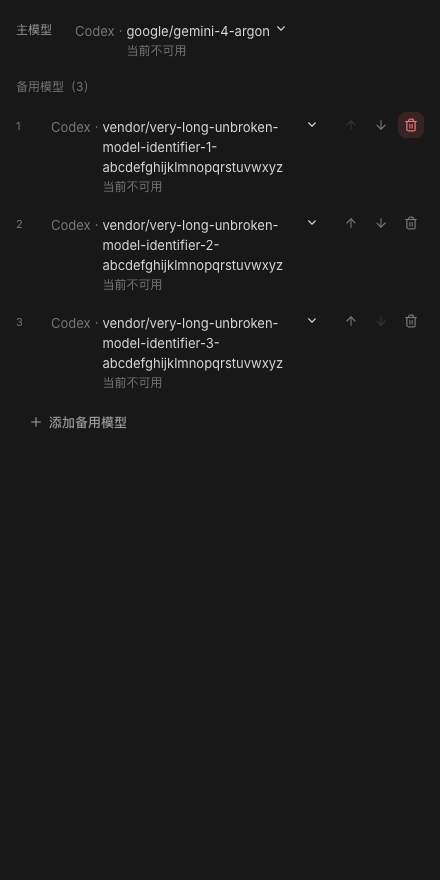 主模型 Codex · google/gemini-4-argon
当前不可用
备用模型（3）
1 Codex · vendor/very-long-unbroken-
model-identifier-1-
abcdefghijklmnopqrstuvwxyz
当前不可用
2 Codex · vendor/very-long-unbroken-
model-identifier-2-
abcdefghijklmnopqrstuvwxyz
当前不可用
3 Codex · vendor/very-long-unbroken-
model-identifier-3-
abcdefghijklmnopqrstuvwxyz
当前不可用
添加备用模型